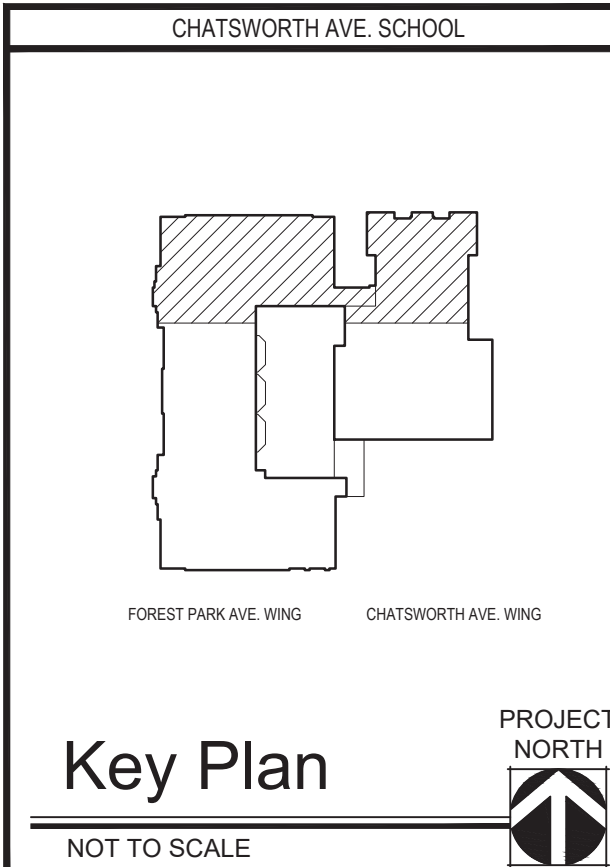 CHATSWORTH AVE. SCHOOL
FOREST PARK AVE. WING
CHATSWORTH AVE. WING
Key Plan
PROJECT
NORTH
NOT TO SCALE